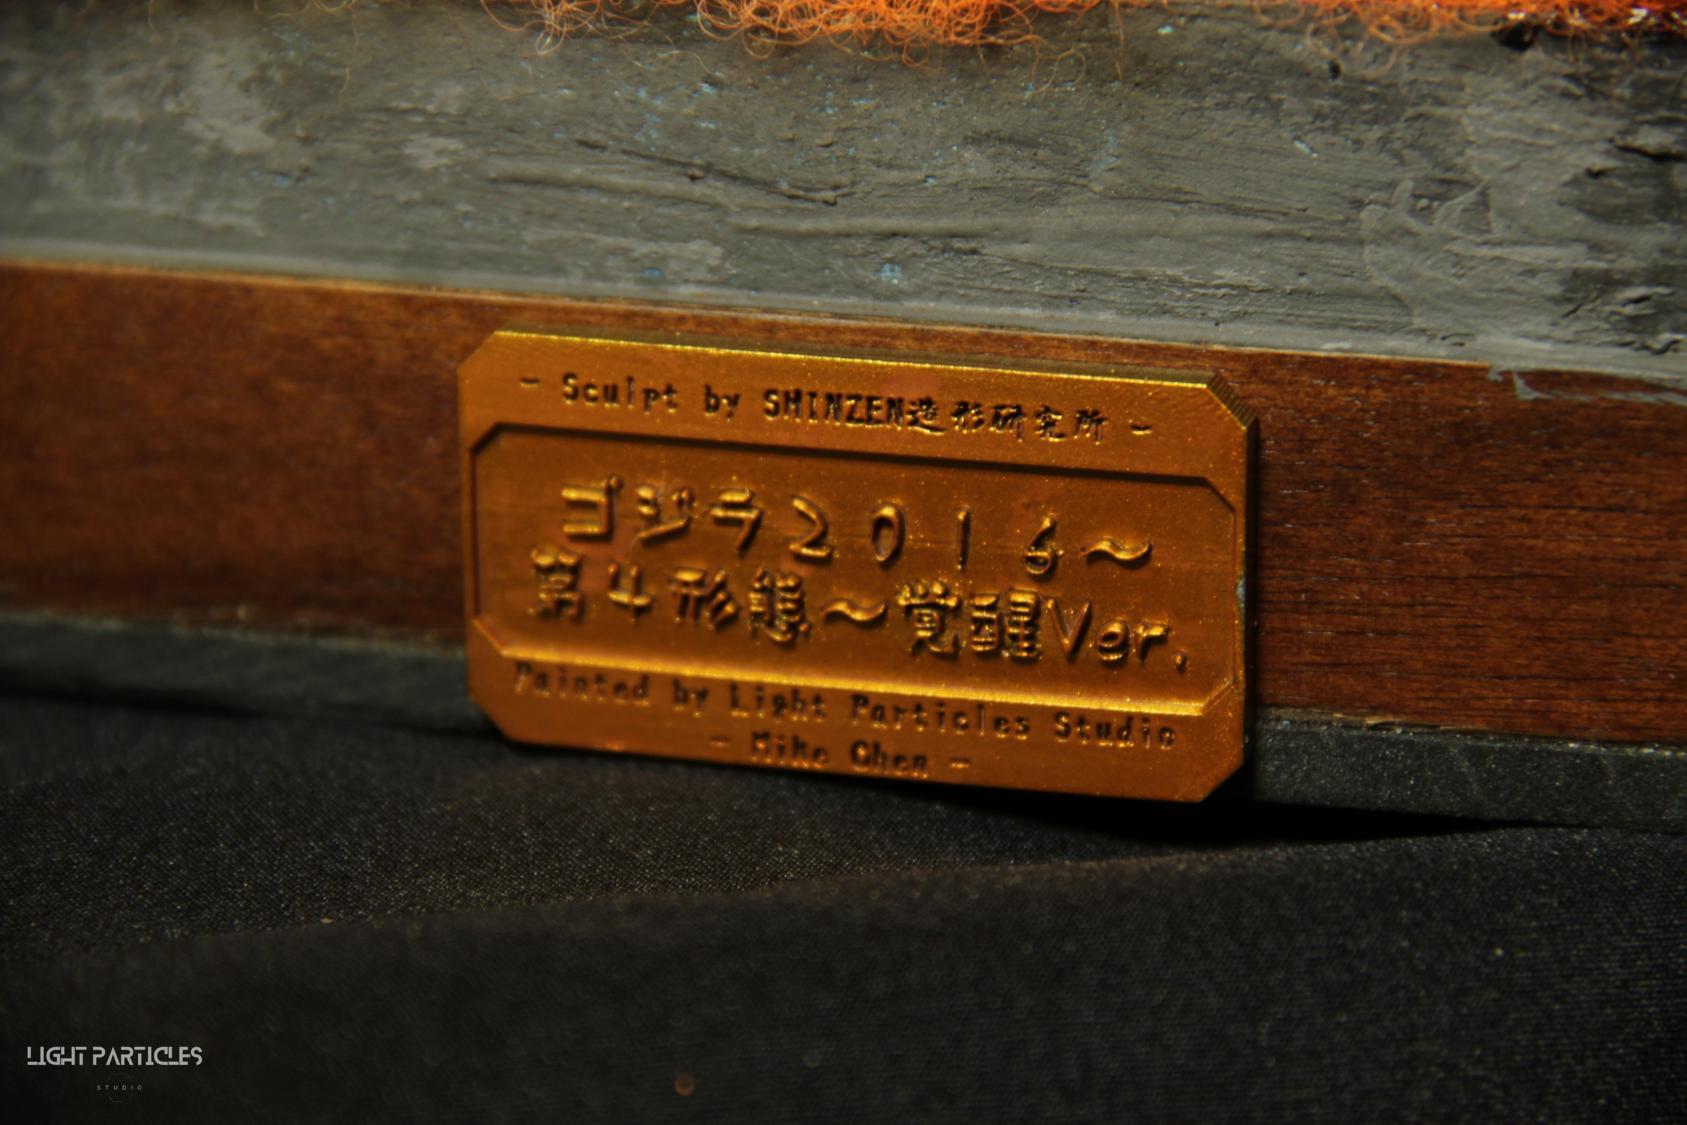 - Sculpt by SHINZEN造形研究所 -
ゴジラ2016～
第4形態～覚醒Ver.
Painted by Light Particles Studio
- Mike Chen -
LIGHT PARTICLES
STUDIO